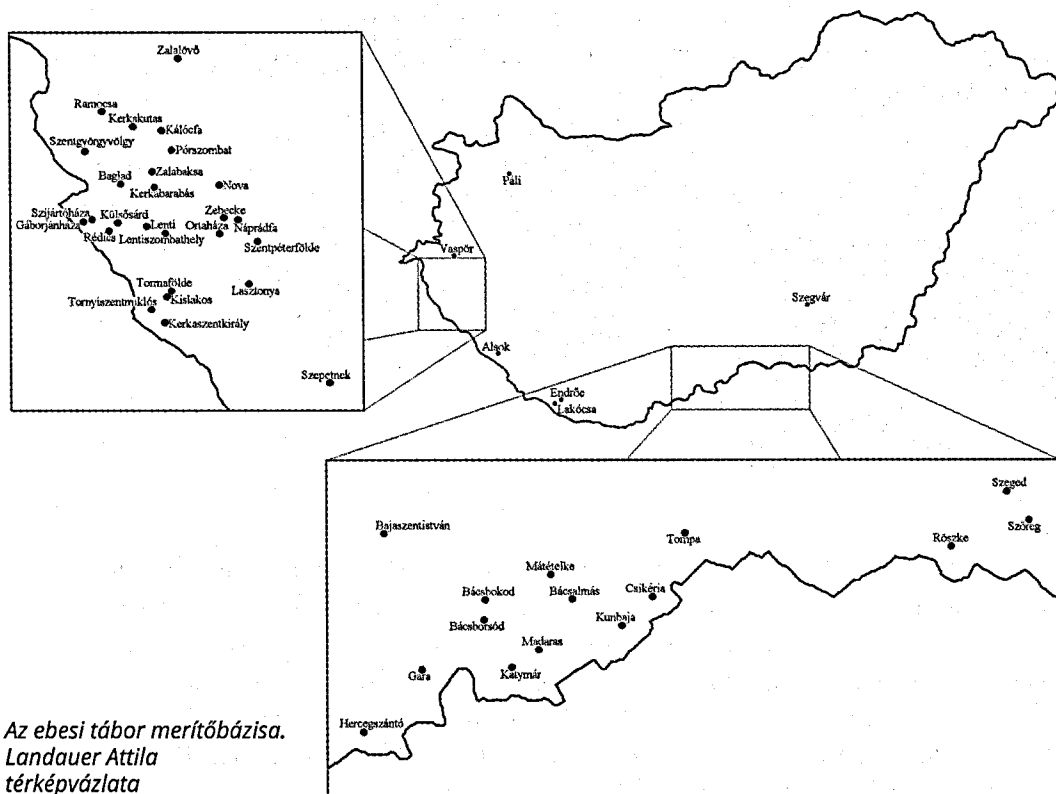 Zalalövő
Ramocsa
Kerkakutas
Kálócfa
Szentgyörgyvölgy
Pórszombat
Zalabaksa
Baglad
Kerkabarabás
Nova
Szijártóháza
Külsősárd
Zebecke
Gáborjánháza
Lenti
Ortaháza
Náprádfa
Rédics
Lentiszombathely
Szentpéterfölde
Tormafölde
Lasztonya
Tornyiszentmiklós
Kislakos
Kerkaszentkirály
Szepetnek
Páli
Vaspör
Szegvár
Alsok
Endrőc
Lakócsa
Szeged
Bajaszentistván
Szőreg
Tompa
Röszke
Mátételke
Bácsbokod
Bácsalmás
Csikéria
Bácsborsód
Kunbaja
Madaras
Gara
Katymár
Hercegszántó
Az ebesi tábor merítőbázisa.
Landauer Attila
térképvázlata